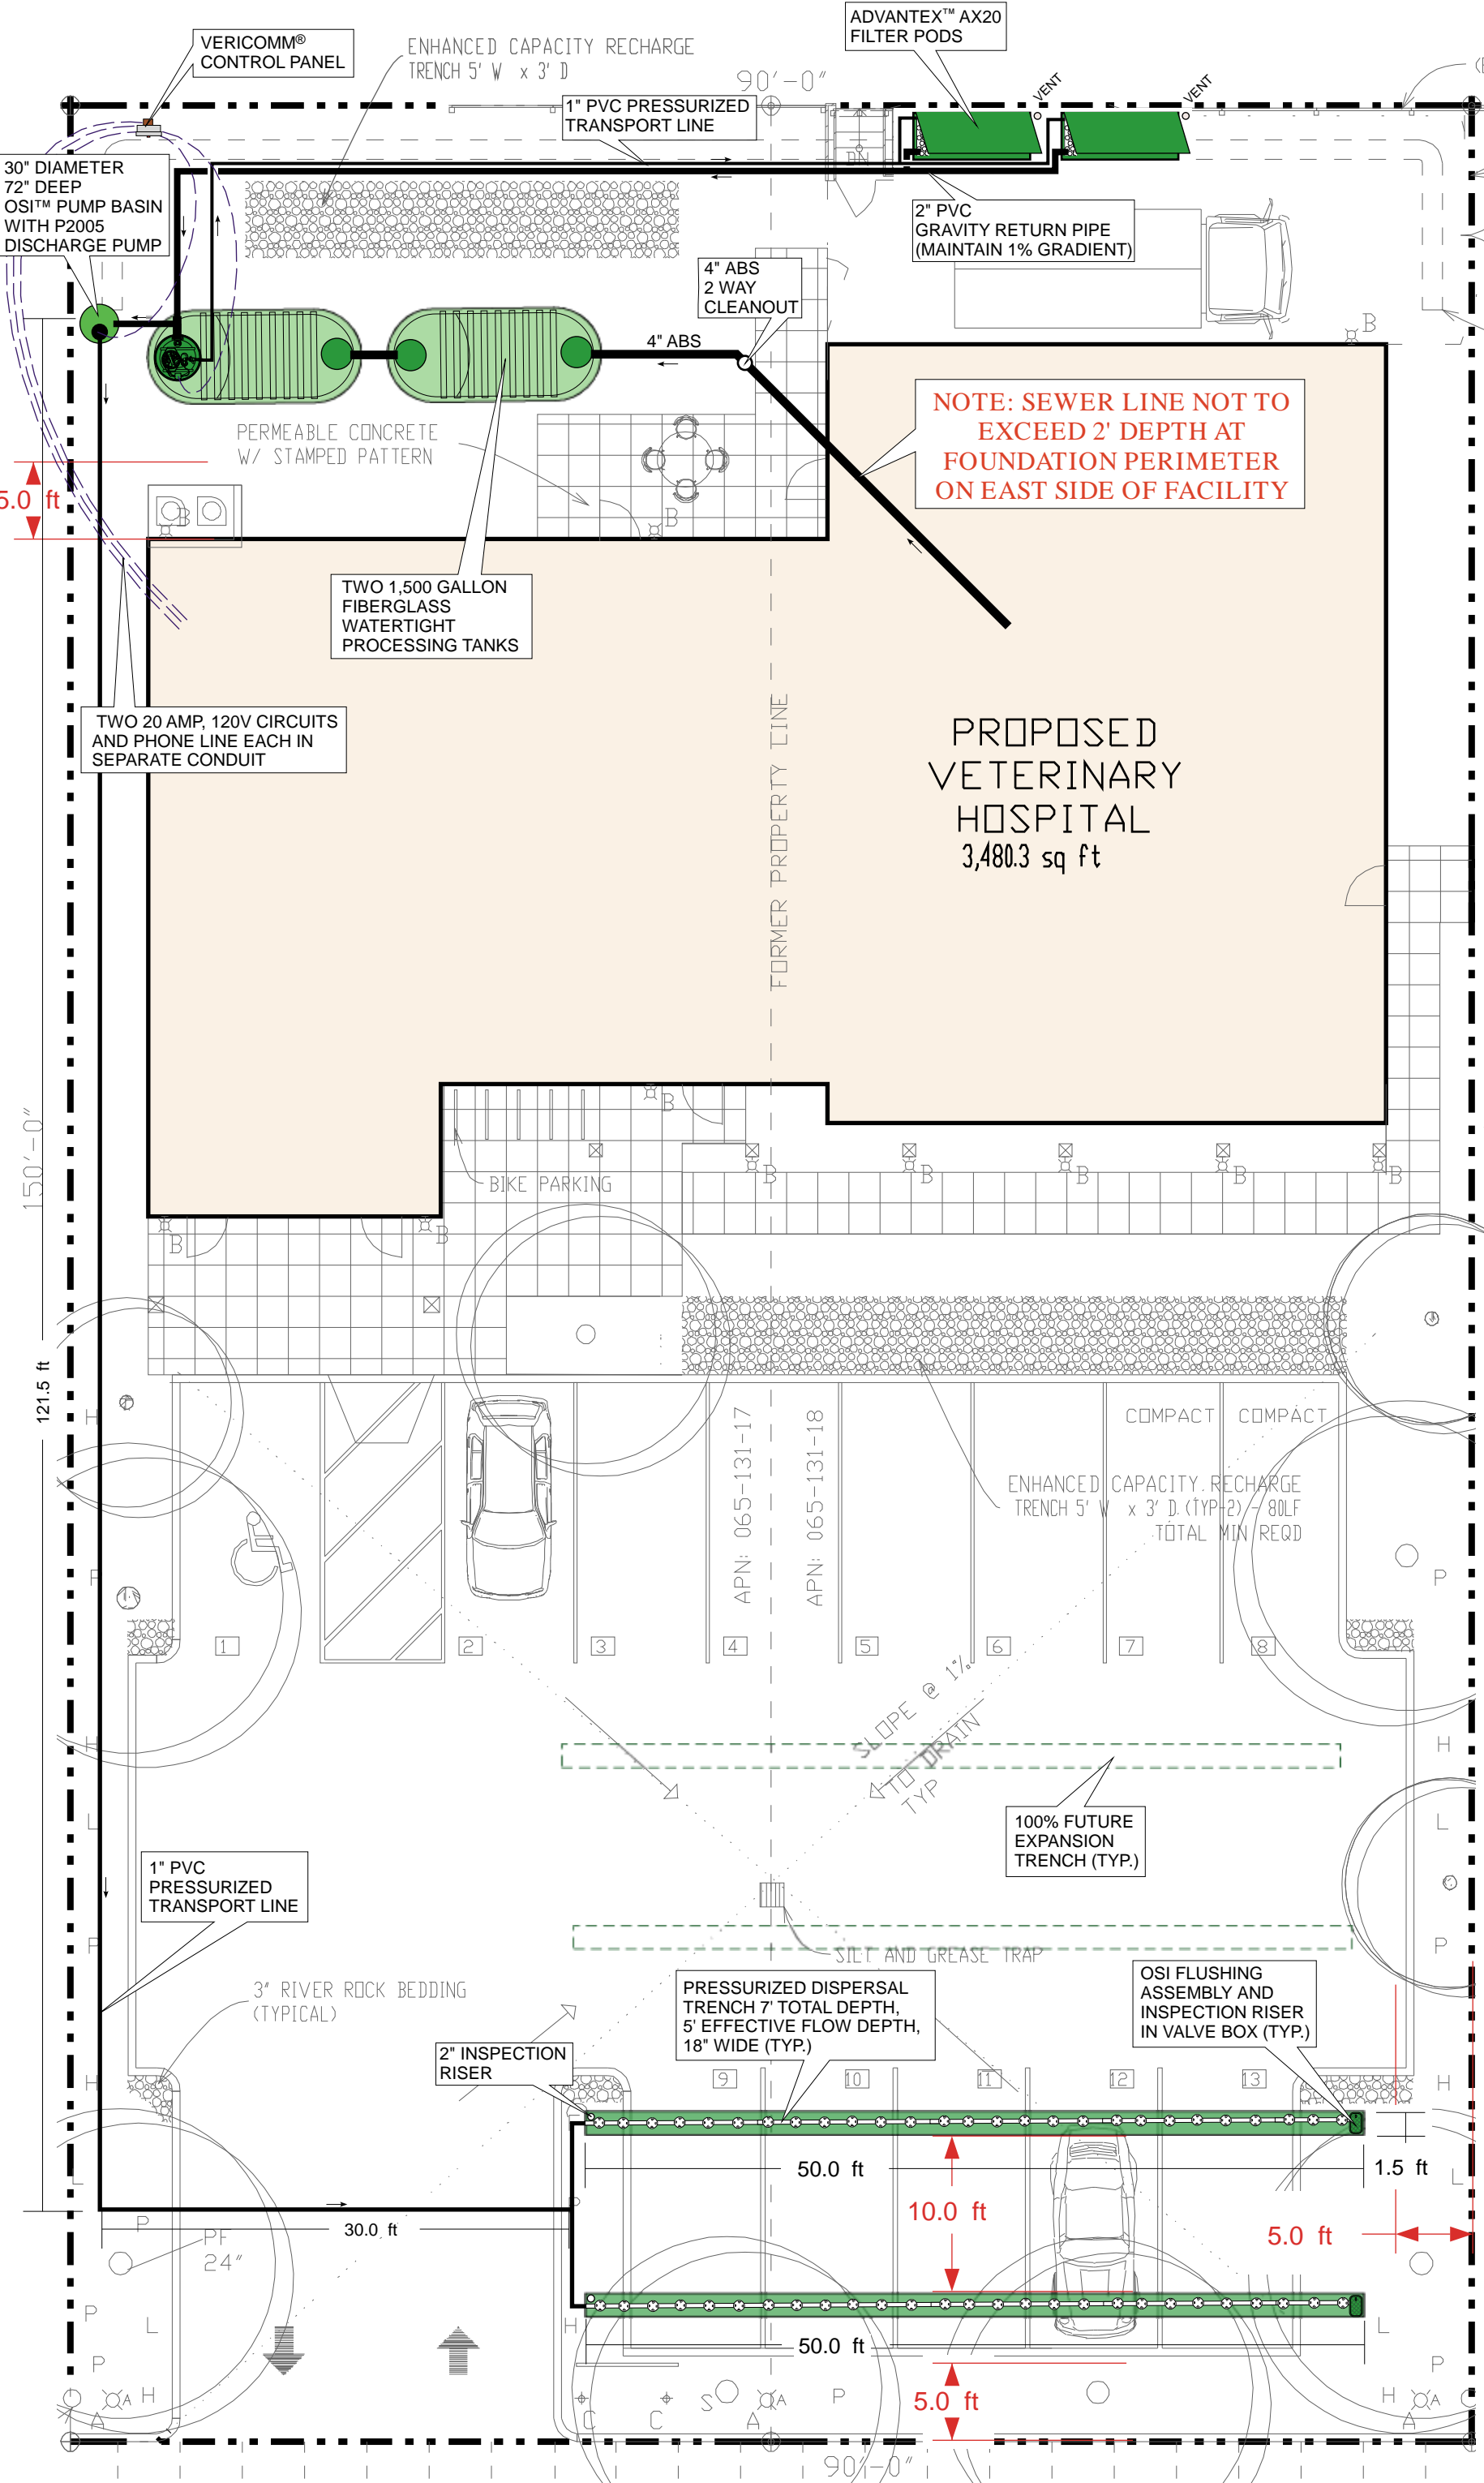 VERICOMM®
CONTROL PANEL
ENHANCED CAPACITY RECHARGE
TRENCH 5' W x 3' D
ADVANTEX™ AX20
FILTER PODS
90'-0"
VENT
VENT
1" PVC PRESSURIZED
TRANSPORT LINE
DN
30" DIAMETER
72" DEEP
OSI™ PUMP BASIN
WITH P2005
DISCHARGE PUMP
2" PVC
GRAVITY RETURN PIPE
(MAINTAIN 1% GRADIENT)
4" ABS
2 WAY
CLEANOUT
4" ABS
B
NOTE: SEWER LINE NOT TO
EXCEED 2' DEPTH AT
FOUNDATION PERIMETER
ON EAST SIDE OF FACILITY
PERMEABLE CONCRETE
W/ STAMPED PATTERN
5.0 ft
B
B
TWO 1,500 GALLON
FIBERGLASS
WATERTIGHT
PROCESSING TANKS
TWO 20 AMP, 120V CIRCUITS
AND PHONE LINE EACH IN
SEPARATE CONDUIT
FORMER PROPERTY LINE
PROPOSED
VETERINARY
HOSPITAL
3,480.3 sq ft
150'-0"
B
BIKE PARKING
B
B
B
B
B
B
B
121.5 ft
H
COMPACT
COMPACT
APN: 065-131-17
APN: 065-131-18
ENHANCED CAPACITY RECHARGE
TRENCH 5' W x 3' D (TYP-2) - 80LF
TOTAL MIN REQD
P
P
1
2
3
4
5
6
7
8
SLOPE @ 1%
TO DRAIN
TYP
H
H
100% FUTURE
EXPANSION
TRENCH (TYP.)
L
L
1" PVC
PRESSURIZED
TRANSPORT LINE
P
P
SILT AND GREASE TRAP
3" RIVER ROCK BEDDING
(TYPICAL)
PRESSURIZED DISPERSAL
TRENCH 7' TOTAL DEPTH,
5' EFFECTIVE FLOW DEPTH,
18" WIDE (TYP.)
OSI FLUSHING
ASSEMBLY AND
INSPECTION RISER
IN VALVE BOX (TYP.)
2" INSPECTION
RISER
H
9
10
11
12
13
H
50.0 ft
1.5 ft
L
L
10.0 ft
30.0 ft
P
P
PF
24"
5.0 ft
P
L
H
L
50.0 ft
P
P
5.0 ft
A
H
S
A
P
H
A
A
C
C
A
A
90'-0"